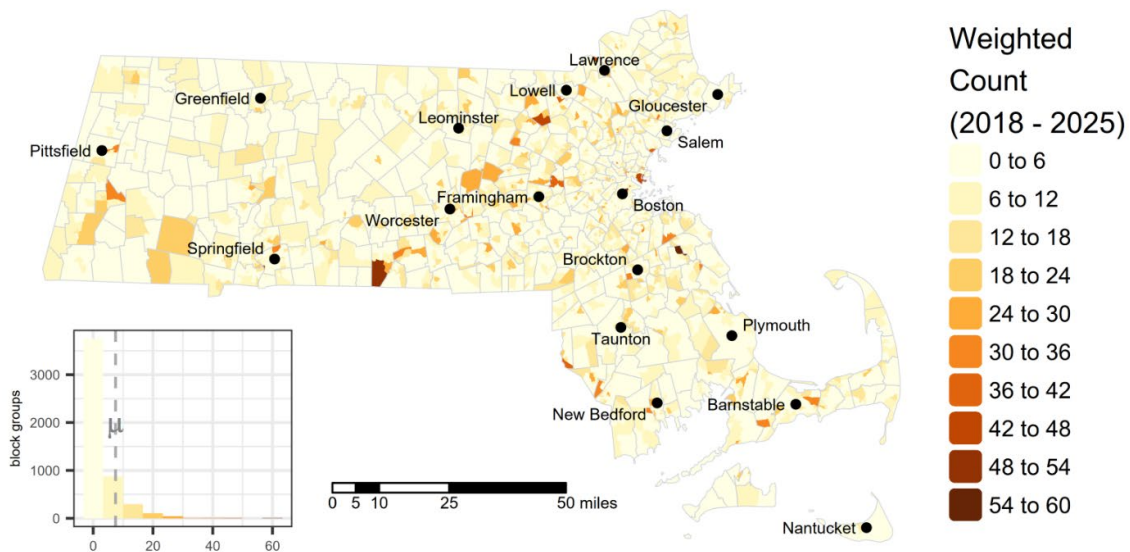 Weighted
Count
(2018 - 2025)
0 to 6
6 to 12
12 to 18
18 to 24
24 to 30
30 to 36
36 to 42
42 to 48
48 to 54
54 to 60
Lawrence
Lowell
Greenfield
Gloucester
Leominster
Salem
Pittsfield
Framingham
Boston
Worcester
Springfield
Brockton
Plymouth
Taunton
New Bedford
Barnstable
Nantucket
block groups
3000
2000
1000
0
μ
0 20 40 60
0 5 10 25 50 miles